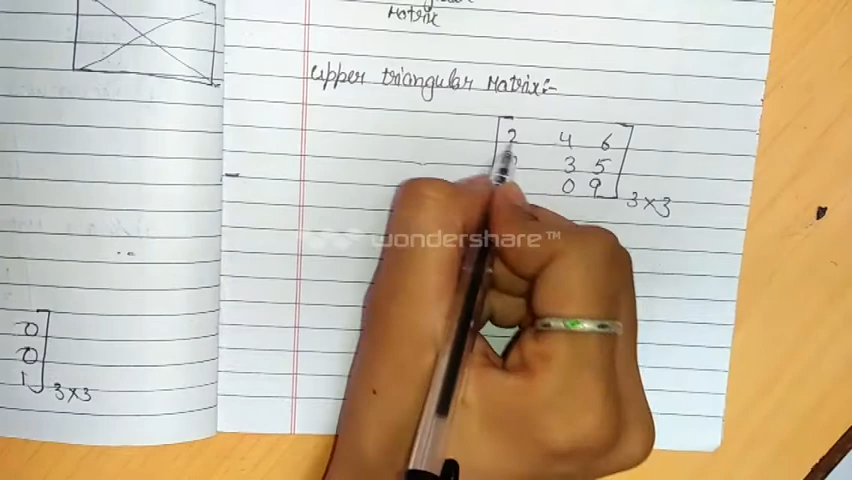 Matrix
Upper triangular Matrix:-
2 4 6
3 5
0 9
3×3
wondershare™
0
0
1
3×3